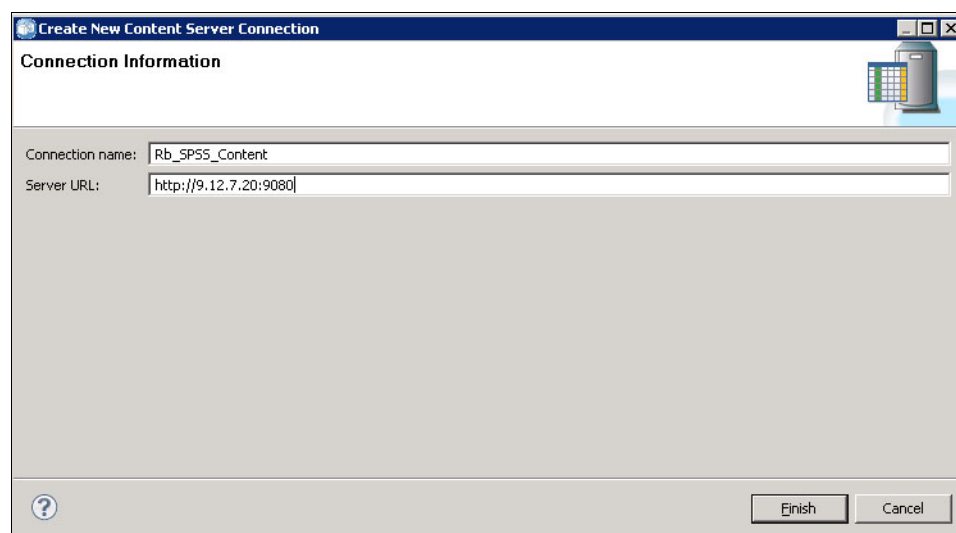 Create New Content Server Connection
Connection Information
Connection name: Rb_SPSS_Content
Server URL: http://9.12.7.20:9080
?
Finish Cancel